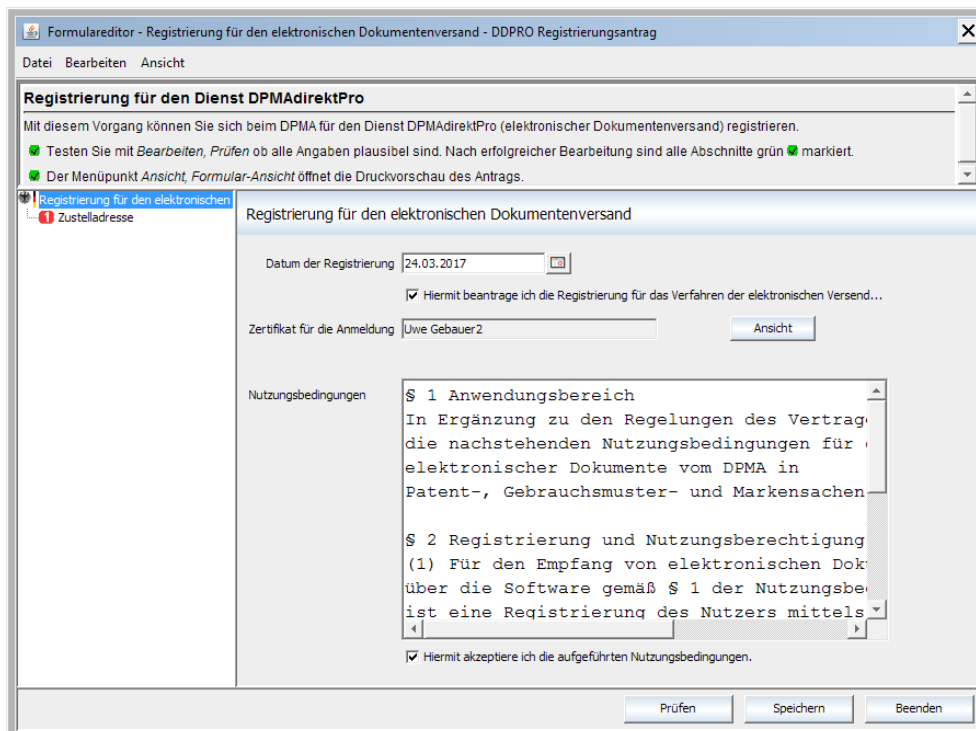 Formulareditor - Registrierung für den elektronischen Dokumentenversand - DDPRO Registrierungsantrag
Datei Bearbeiten Ansicht
Registrierung für den Dienst DPMAdirektPro
Mit diesem Vorgang können Sie sich beim DPMA für den Dienst DPMAdirektPro (elektronischer Dokumentenversand) registrieren.
Testen Sie mit Bearbeiten, Prüfen ob alle Angaben plausibel sind. Nach erfolgreicher Bearbeitung sind alle Abschnitte grün markiert.
Der Menüpunkt Ansicht, Formular-Ansicht öffnet die Druckvorschau des Antrags.
Registrierung für den elektronischen
1 Zustelladresse
Registrierung für den elektronischen Dokumentenversand
Datum der Registrierung 24.03.2017
Hiermit beantrage ich die Registrierung für das Verfahren der elektronischen Versend...
Zertifikat für die Anmeldung Uwe Gebauer2 Ansicht
Nutzungsbedingungen
§ 1 Anwendungsbereich
In Ergänzung zu den Regelungen des Vertrag
die nachstehenden Nutzungsbedingungen für
elektronischer Dokumente vom DPMA in
Patent-, Gebrauchsmuster- und Markensachen
§ 2 Registrierung und Nutzungsberechtigung
(1) Für den Empfang von elektronischen Dok
über die Software gemäß § 1 der Nutzungsbe
ist eine Registrierung des Nutzers mittels
Hiermit akzeptiere ich die aufgeführten Nutzungsbedingungen.
Prüfen Speichern Beenden